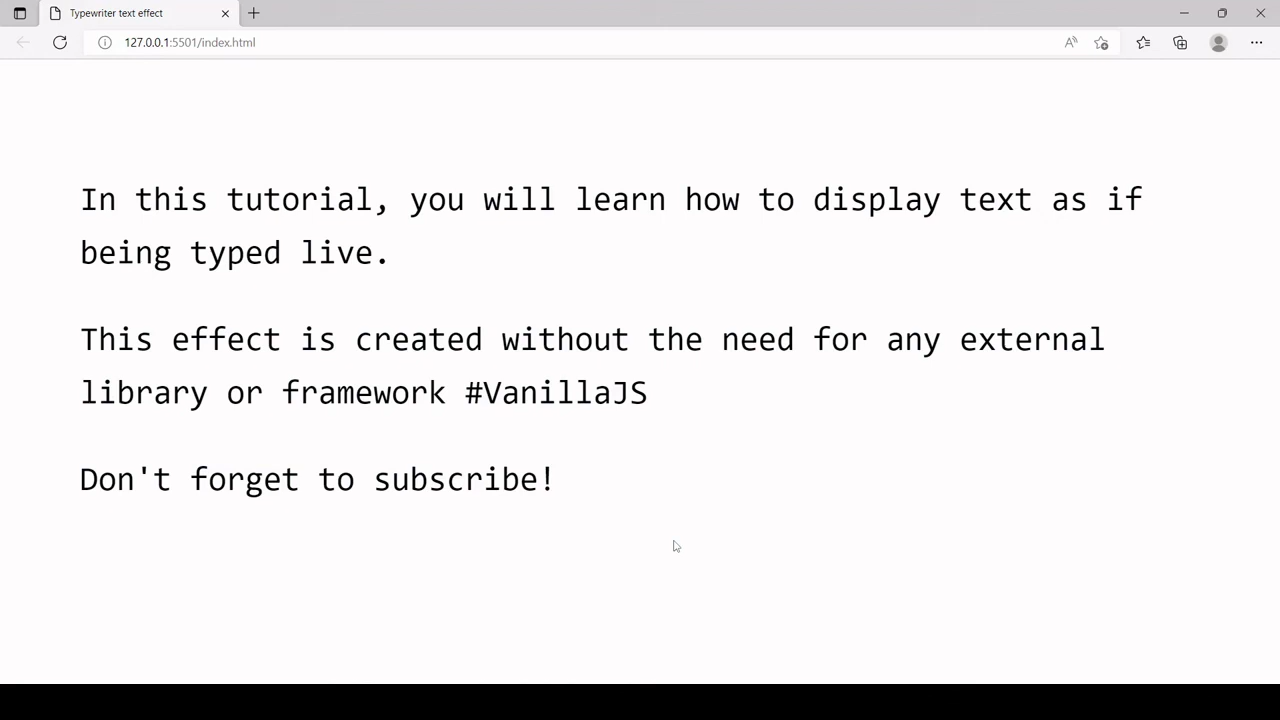 Typewriter text effect
127.0.0.1:5501/index.html
In this tutorial, you will learn how to display text as if
being typed live.
This effect is created without the need for any external
library or framework #VanillaJS
Don't forget to subscribe!